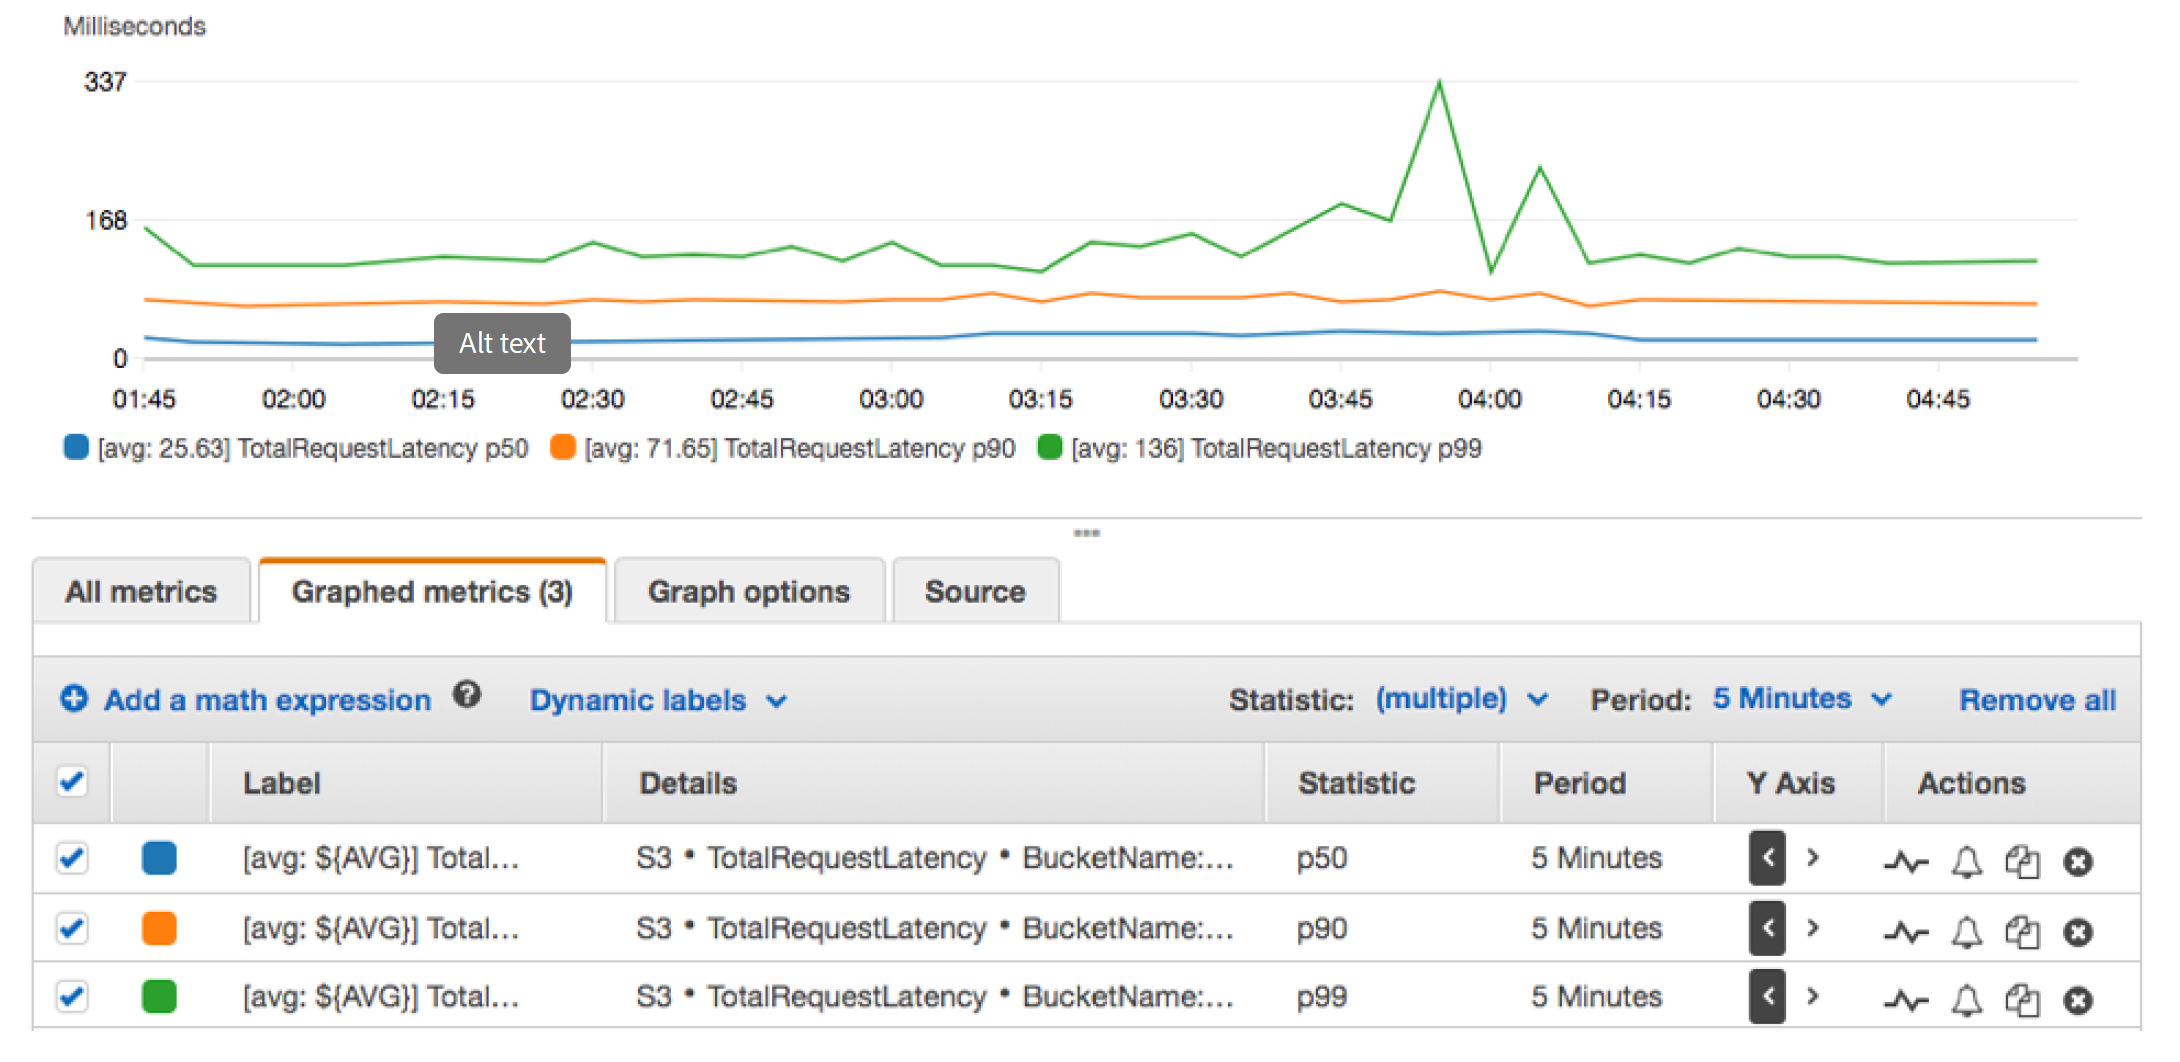 Milliseconds
337
168
0
Alt text
01:45 02:00 02:15 02:30 02:45 03:00 03:15 03:30 03:45 04:00 04:15 04:30 04:45
[avg: 25.63] TotalRequestLatency p50 [avg: 71.65] TotalRequestLatency p90 [avg: 136] TotalRequestLatency p99
All metrics Graphed metrics (3) Graph options Source
Add a math expression ? Dynamic labels Statistic: (multiple) Period: 5 Minutes Remove all
Label Details Statistic Period Y Axis Actions
[avg: ${AVG}] Total... S3 • TotalRequestLatency • BucketName:... p50 5 Minutes < >
[avg: ${AVG}] Total... S3 • TotalRequestLatency • BucketName:... p90 5 Minutes < >
[avg: ${AVG}] Total... S3 • TotalRequestLatency • BucketName:... p99 5 Minutes < >